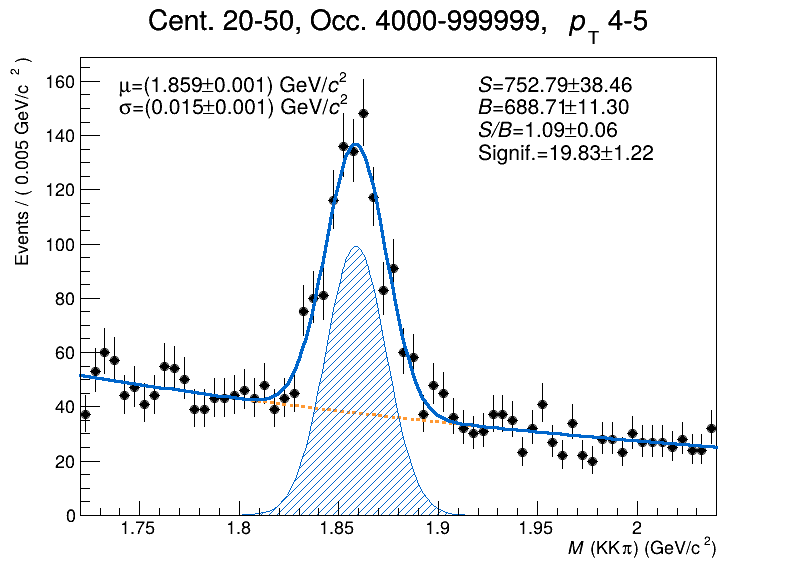 Cent. 20-50, Occ. 4000-999999, p_T 4-5
μ=(1.859±0.001) GeV/c²
σ=(0.015±0.001) GeV/c²
S=752.79±38.46
B=688.71±11.30
S/B=1.09±0.06
Signif.=19.83±1.22
Events / ( 0.005 GeV/c ² )
160
140
120
100
80
60
40
20
0
1.75 1.8 1.85 1.9 1.95 2
M (KKπ) (GeV/c²)